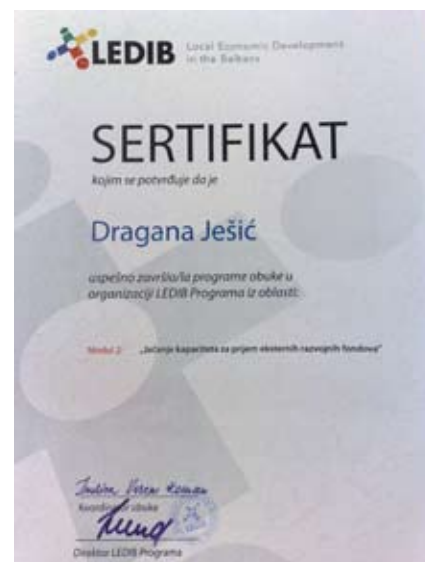 LEDIB Local Economic Development
in the Balkans
SERTIFIKAT
kojim se potvrđuje da je
Dragana Ješić
uspešno završio/la programe obuke u
organizaciji LEDIB Programa iz oblasti:
Modul 2: „Jačanje kapaciteta za prijem eksternih razvojnih fondova"
Koordinator obuke
Direktor LEDIB Programa